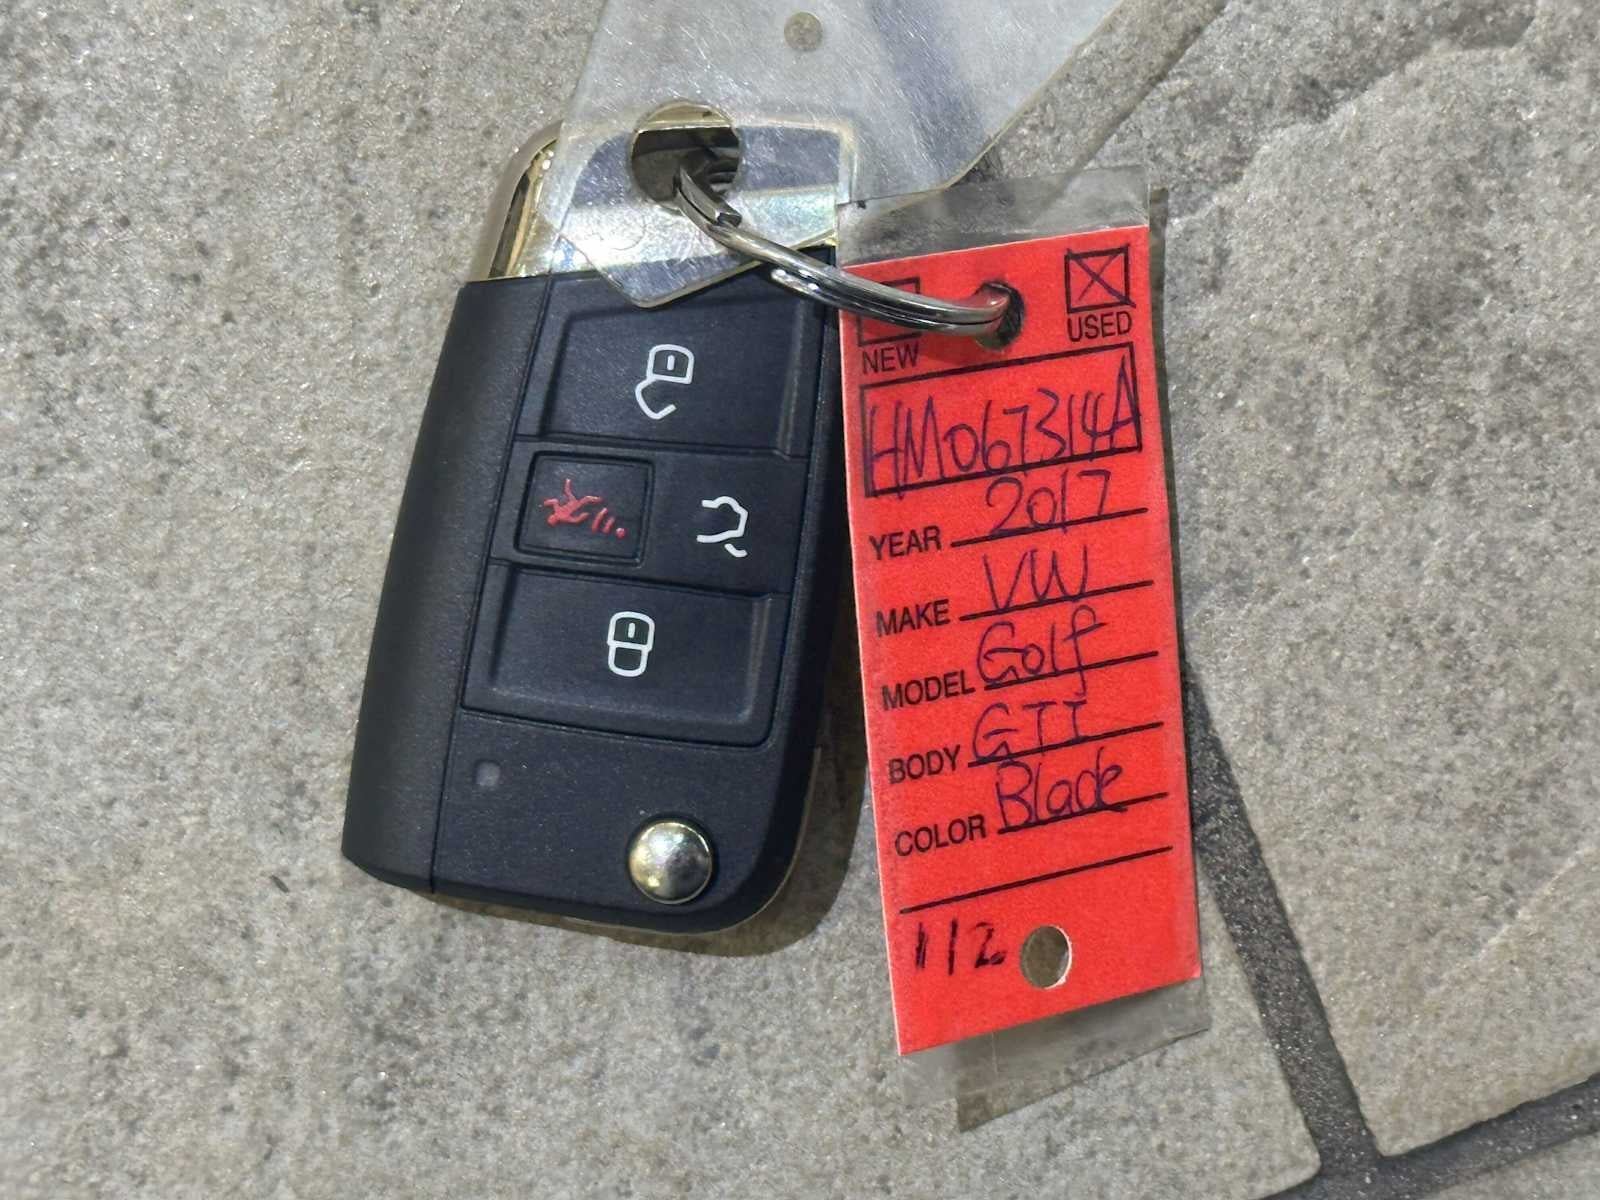 NEW USED
HM067314A
YEAR 2017
MAKE VW
MODEL Golf
BODY GTI
COLOR Black
112